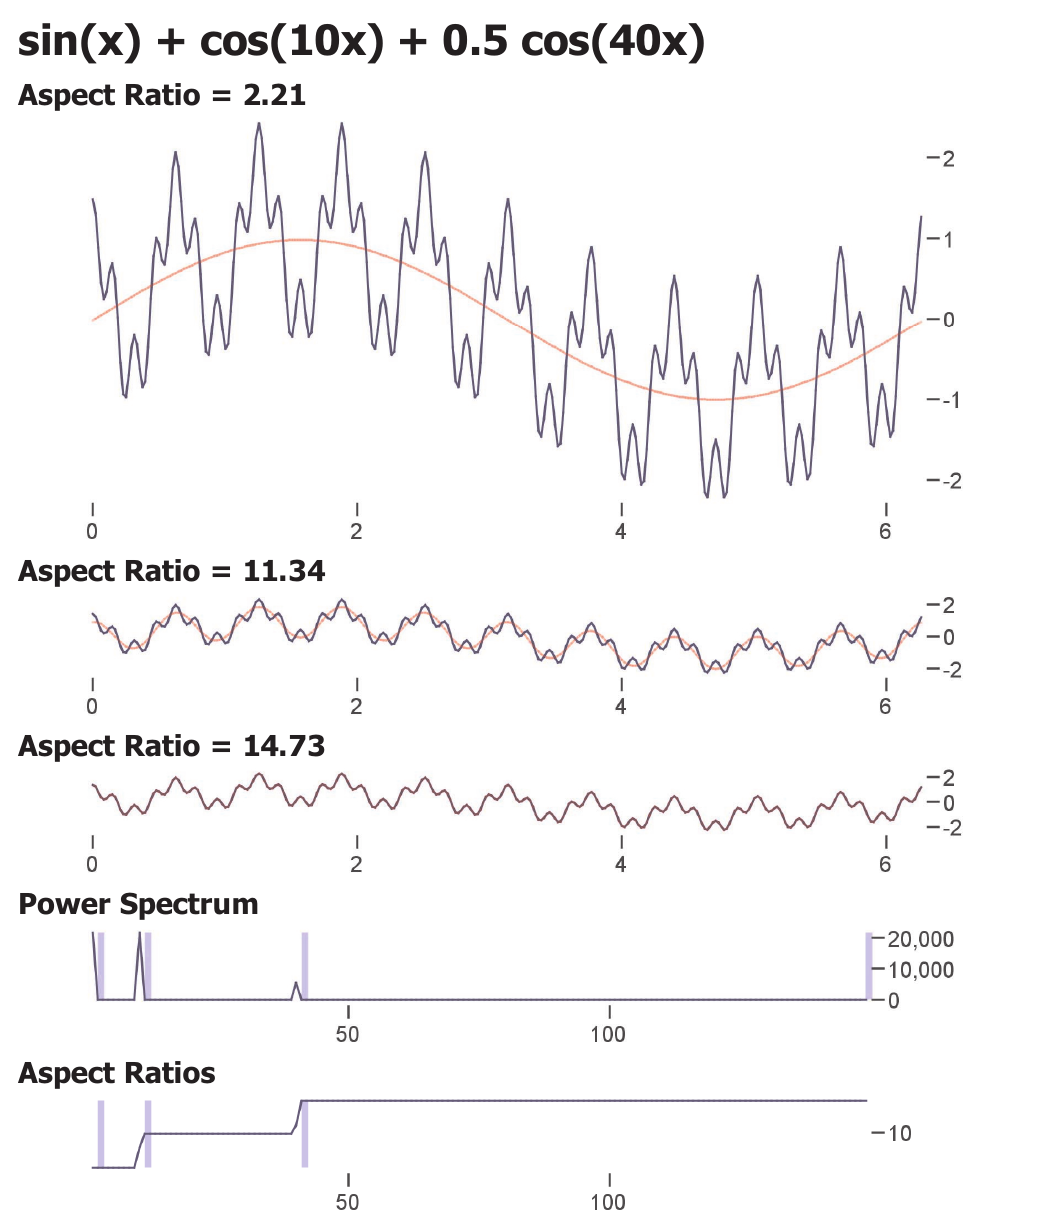 sin(x) + cos(10x) + 0.5 cos(40x)
Aspect Ratio = 2.21
2
1
0
-1
-2
0 2 4 6
Aspect Ratio = 11.34
2
0
-2
0 2 4 6
Aspect Ratio = 14.73
2
0
-2
0 2 4 6
Power Spectrum
20,000
10,000
0
50 100
Aspect Ratios
10
50 100